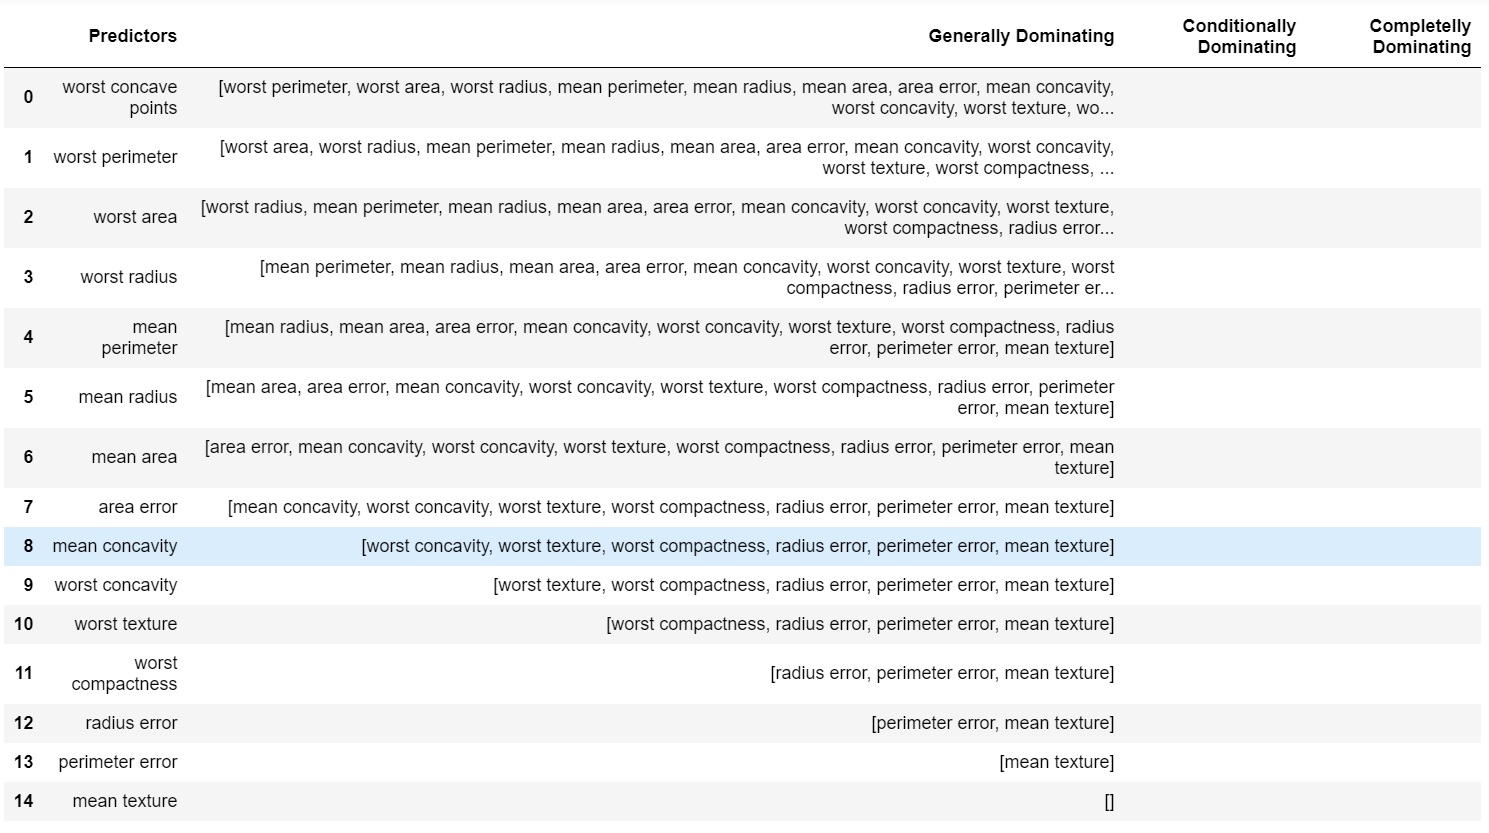 Predictors Generally Dominating Conditionally Dominating Completelly Dominating
0 worst concave points [worst perimeter, worst area, worst radius, mean perimeter, mean radius, mean area, area error, mean concavity,
worst concavity, worst texture, wo...
1 worst perimeter [worst area, worst radius, mean perimeter, mean radius, mean area, area error, mean concavity, worst concavity,
worst texture, worst compactness, ...
2 worst area [worst radius, mean perimeter, mean radius, mean area, area error, mean concavity, worst concavity, worst texture,
worst compactness, radius error...
3 worst radius [mean perimeter, mean radius, mean area, area error, mean concavity, worst concavity, worst texture, worst
compactness, radius error, perimeter er...
4 mean perimeter [mean radius, mean area, area error, mean concavity, worst concavity, worst texture, worst compactness, radius
error, perimeter error, mean texture]
5 mean radius [mean area, area error, mean concavity, worst concavity, worst texture, worst compactness, radius error, perimeter
error, mean texture]
6 mean area [area error, mean concavity, worst concavity, worst texture, worst compactness, radius error, perimeter error, mean
texture]
7 area error [mean concavity, worst concavity, worst texture, worst compactness, radius error, perimeter error, mean texture]
8 mean concavity [worst concavity, worst texture, worst compactness, radius error, perimeter error, mean texture]
9 worst concavity [worst texture, worst compactness, radius error, perimeter error, mean texture]
10 worst texture [worst compactness, radius error, perimeter error, mean texture]
11 worst compactness [radius error, perimeter error, mean texture]
12 radius error [perimeter error, mean texture]
13 perimeter error [mean texture]
14 mean texture []